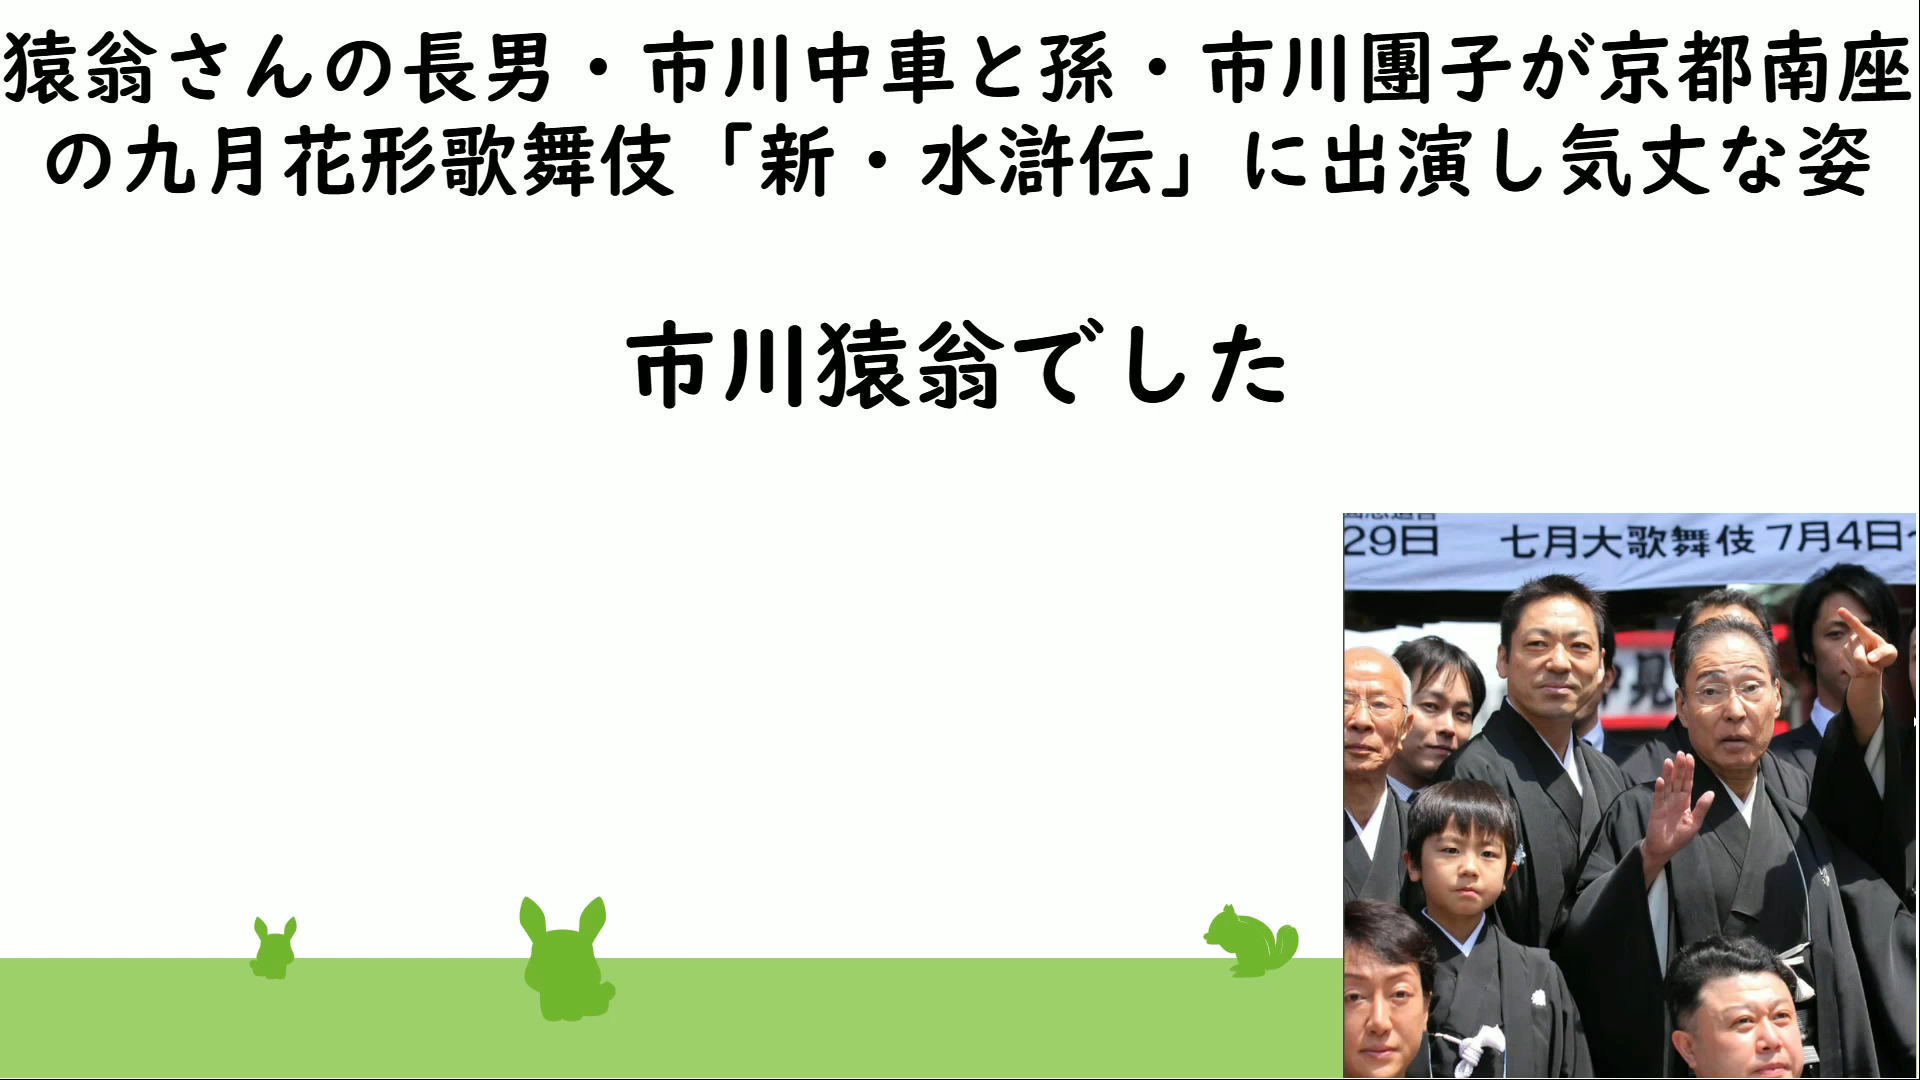 猿翁さんの長男・市川中車と孫・市川團子が京都南座
の九月花形歌舞伎「新・水滸伝」に出演し気丈な姿
市川猿翁でした
29日　七月大歌舞伎 7月4日~
見